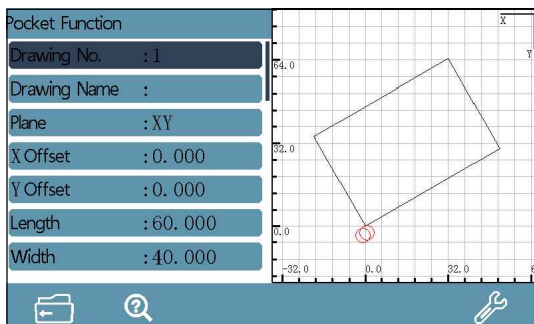 Pocket Function
Drawing No. :1
Drawing Name :
Plane :XY
X Offset :0.000
Y Offset :0.000
Length :60.000
Width :40.000
X
Y
64.0
32.0
0.0
-32.0 0.0 32.0 6